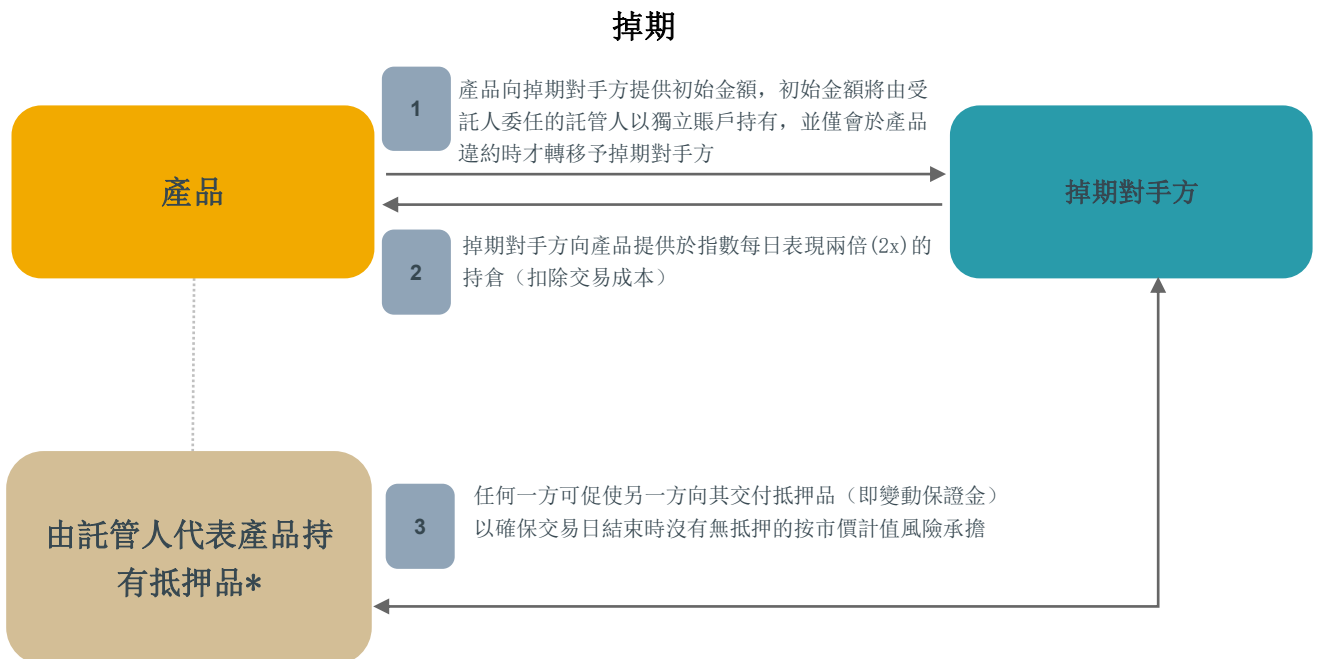 掉期
1
產品向掉期對手方提供初始金額，初始金額將由受
託人委任的託管人以獨立賬戶持有，並僅會於產品
違約時才轉移予掉期對手方
產品
掉期對手方
2
掉期對手方向產品提供於指數每日表現兩倍(2x)的
持倉（扣除交易成本）
3
任何一方可促使另一方向其交付抵押品（即變動保證金）
以確保交易日結束時沒有無抵押的按市價計值風險承擔
由託管人代表產品持
有抵押品*